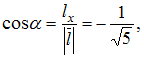 cosα = l_x / |l̄| = − 1 / √5 ,